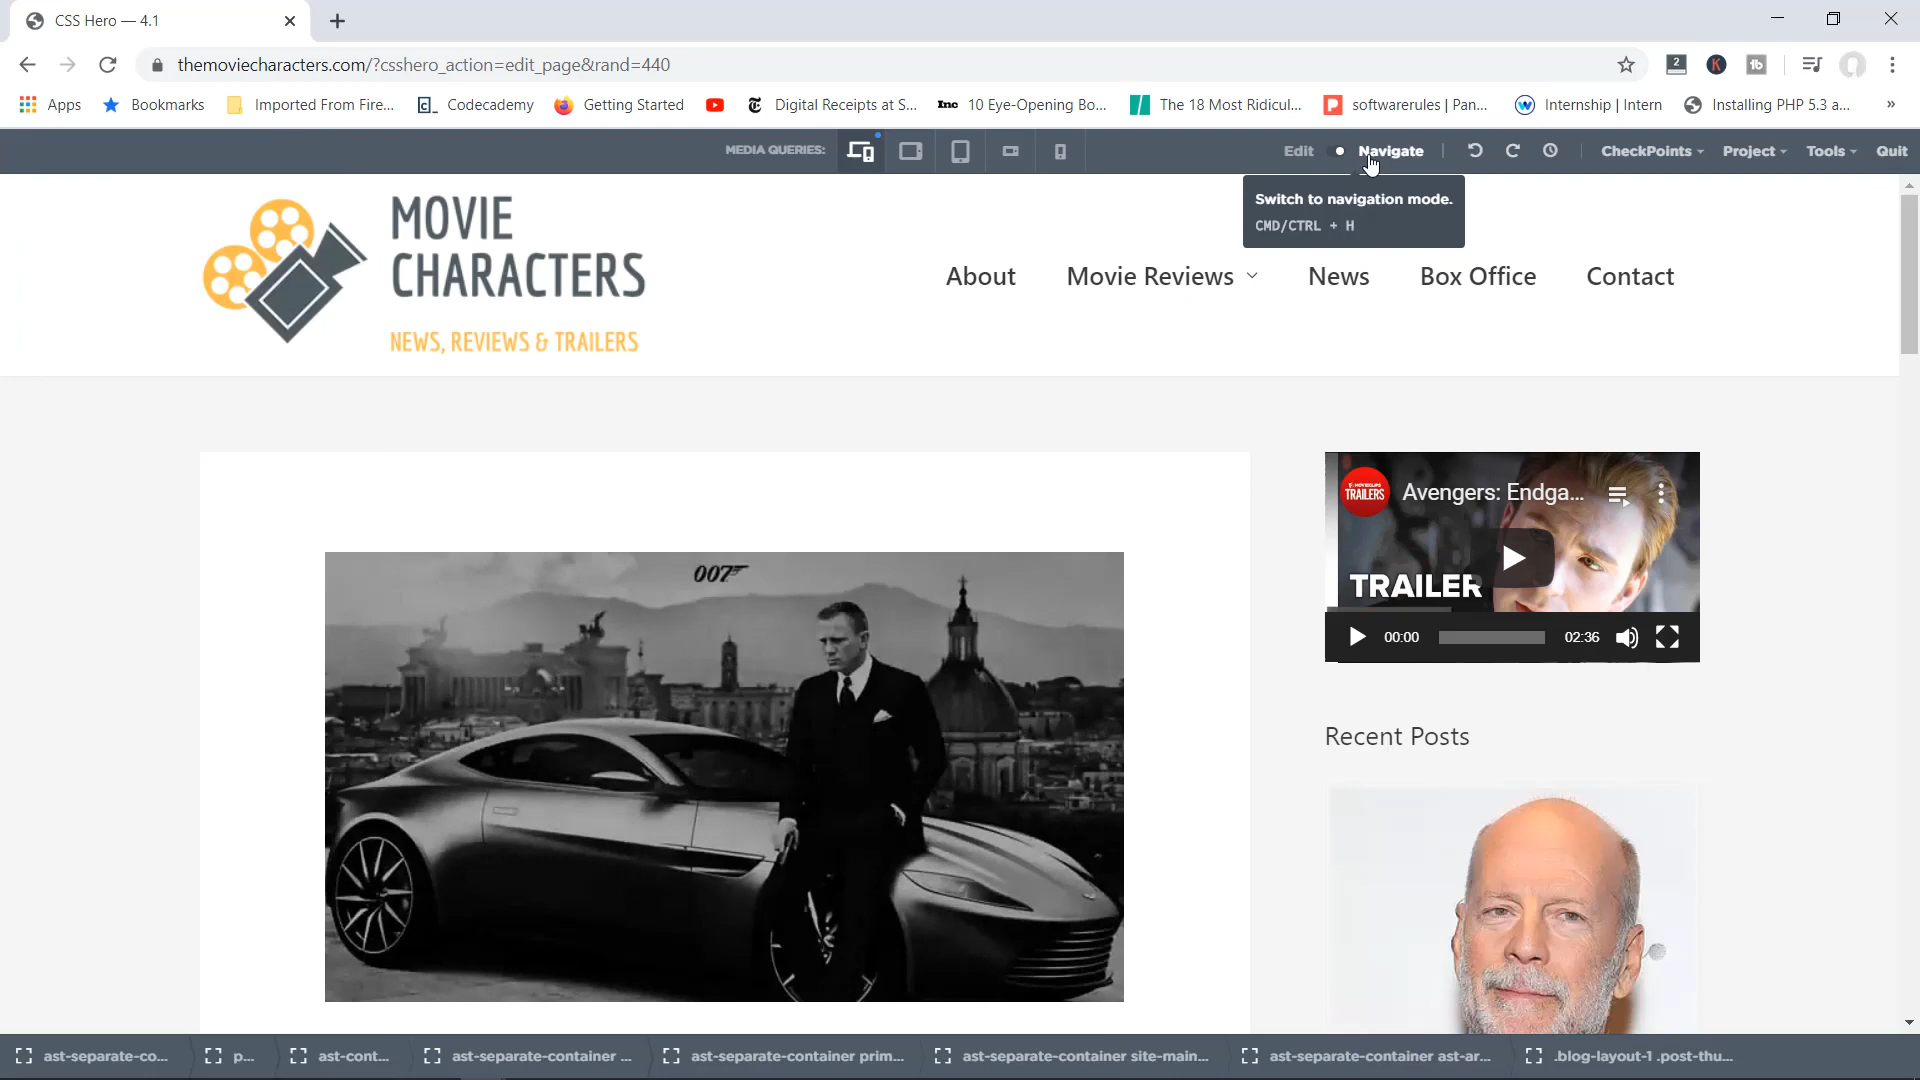 CSS Hero — 4.1
themoviecharacters.com/?csshero_action=edit_page&rand=440
2
K
tb
Apps
Bookmarks
Imported From Fire...
Codecademy
Getting Started
Digital Receipts at S...
Inc
10 Eye-Opening Bo...
The 18 Most Ridicul...
softwarerules | Pan...
Internship | Intern
Installing PHP 5.3 a...
»
MEDIA QUERIES:
Edit
Navigate
CheckPoints
Project
Tools
Quit
Switch to navigation mode.
CMD/CTRL + H
MOVIE
CHARACTERS
NEWS, REVIEWS & TRAILERS
About
Movie Reviews
News
Box Office
Contact
TRAILERS
Avengers: Endga...
TRAILER
00:00
02:36
007
Recent Posts
ast-separate-co...
p...
ast-cont...
ast-separate-container ...
ast-separate-container prim...
ast-separate-container site-main...
ast-separate-container ast-ar...
.blog-layout-1 .post-thu...